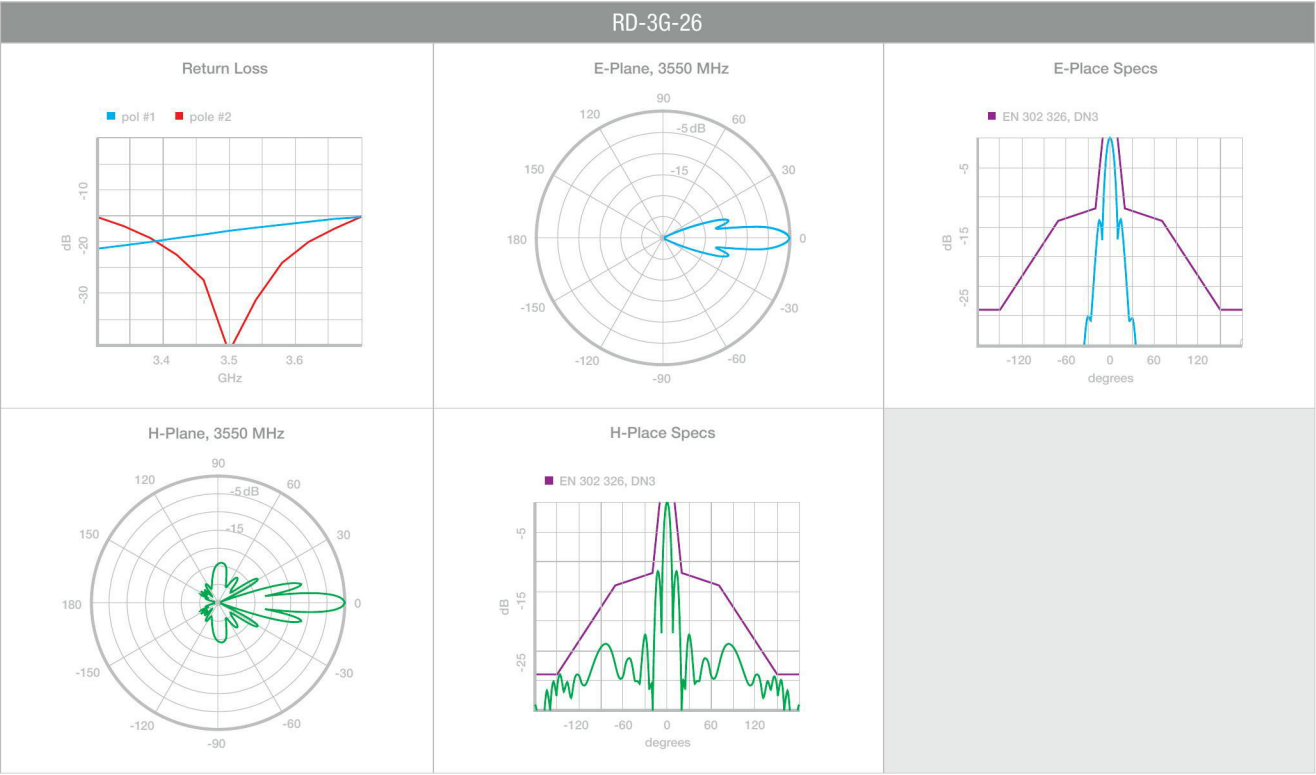 RD-3G-26
Return Loss
pol #1 pole #2
-10
-20
-30
dB
3.4 3.5 3.6
GHz
E-Plane, 3550 MHz
90
120 60
-5 dB
150 -15 30
180 0
-150 -30
-120 -60
-90
E-Place Specs
EN 302 326, DN3
-5
-15
-25
dB
-120 -60 0 60 120
degrees
H-Plane, 3550 MHz
90
120 60
-5 dB
150 -15 30
180 0
-150 -30
-120 -60
-90
H-Place Specs
EN 302 326, DN3
-5
-15
-25
dB
-120 -60 0 60 120
degrees